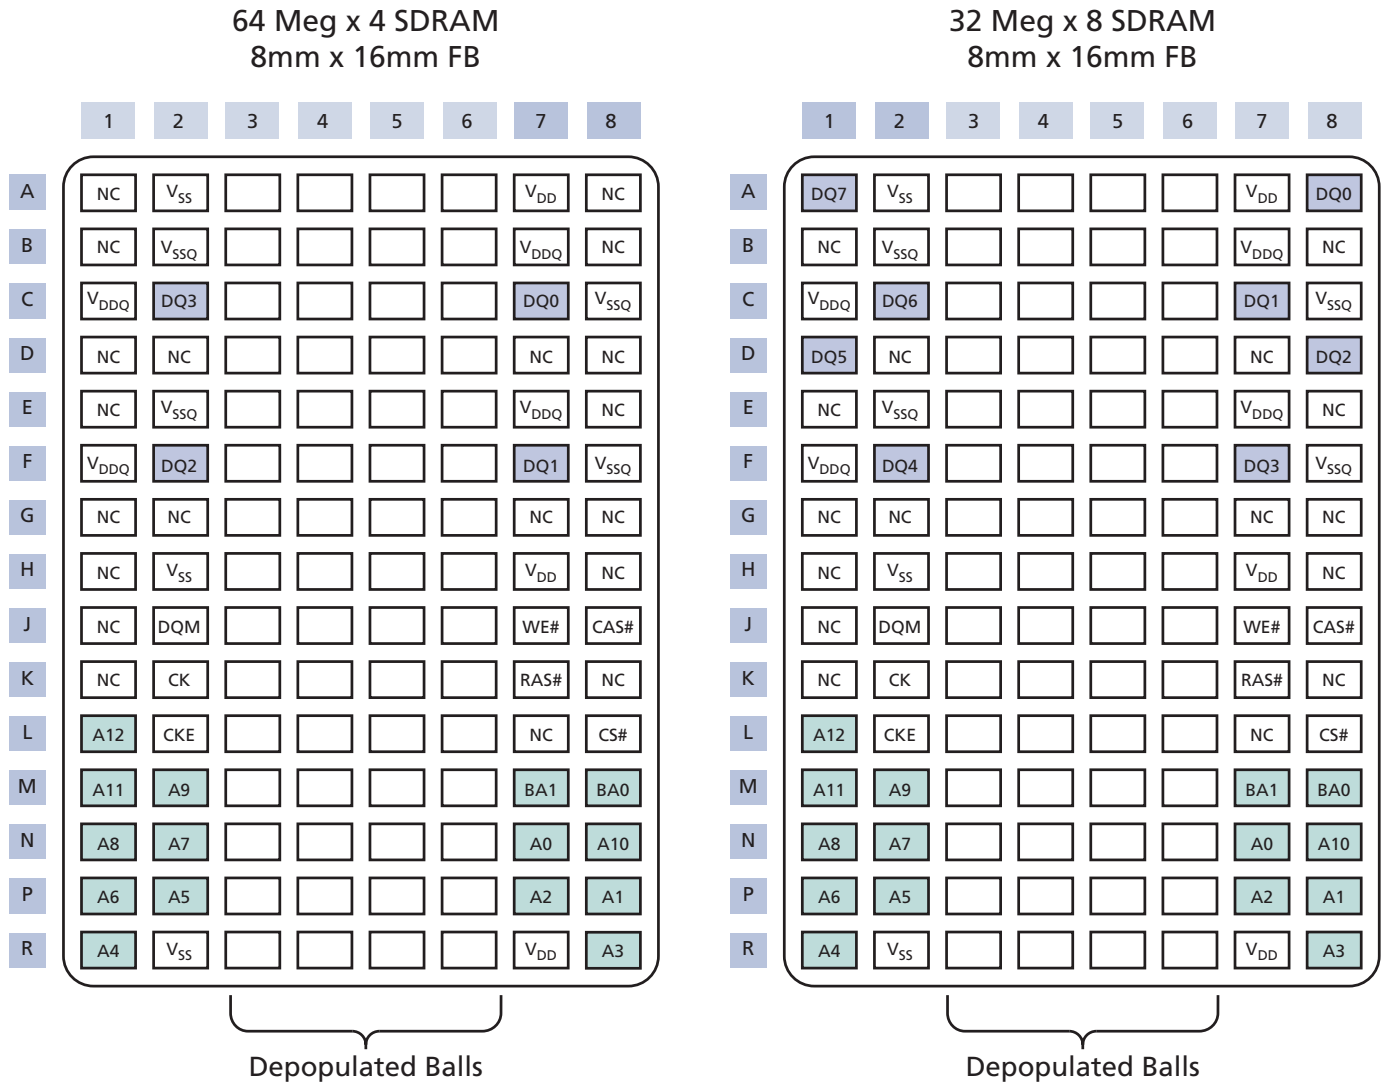 64 Meg x 4 SDRAM
8mm x 16mm FB
1 2 3 4 5 6 7 8
A NC VSS VDD NC
B NC VSSQ VDDQ NC
C VDDQ DQ3 DQ0 VSSQ
D NC NC NC NC
E NC VSSQ VDDQ NC
F VDDQ DQ2 DQ1 VSSQ
G NC NC NC NC
H NC VSS VDD NC
J NC DQM WE# CAS#
K NC CK RAS# NC
L A12 CKE NC CS#
M A11 A9 BA1 BA0
N A8 A7 A0 A10
P A6 A5 A2 A1
R A4 VSS VDD A3
Depopulated Balls
32 Meg x 8 SDRAM
8mm x 16mm FB
1 2 3 4 5 6 7 8
A DQ7 VSS VDD DQ0
B NC VSSQ VDDQ NC
C VDDQ DQ6 DQ1 VSSQ
D DQ5 NC NC DQ2
E NC VSSQ VDDQ NC
F VDDQ DQ4 DQ3 VSSQ
G NC NC NC NC
H NC VSS VDD NC
J NC DQM WE# CAS#
K NC CK RAS# NC
L A12 CKE NC CS#
M A11 A9 BA1 BA0
N A8 A7 A0 A10
P A6 A5 A2 A1
R A4 VSS VDD A3
Depopulated Balls